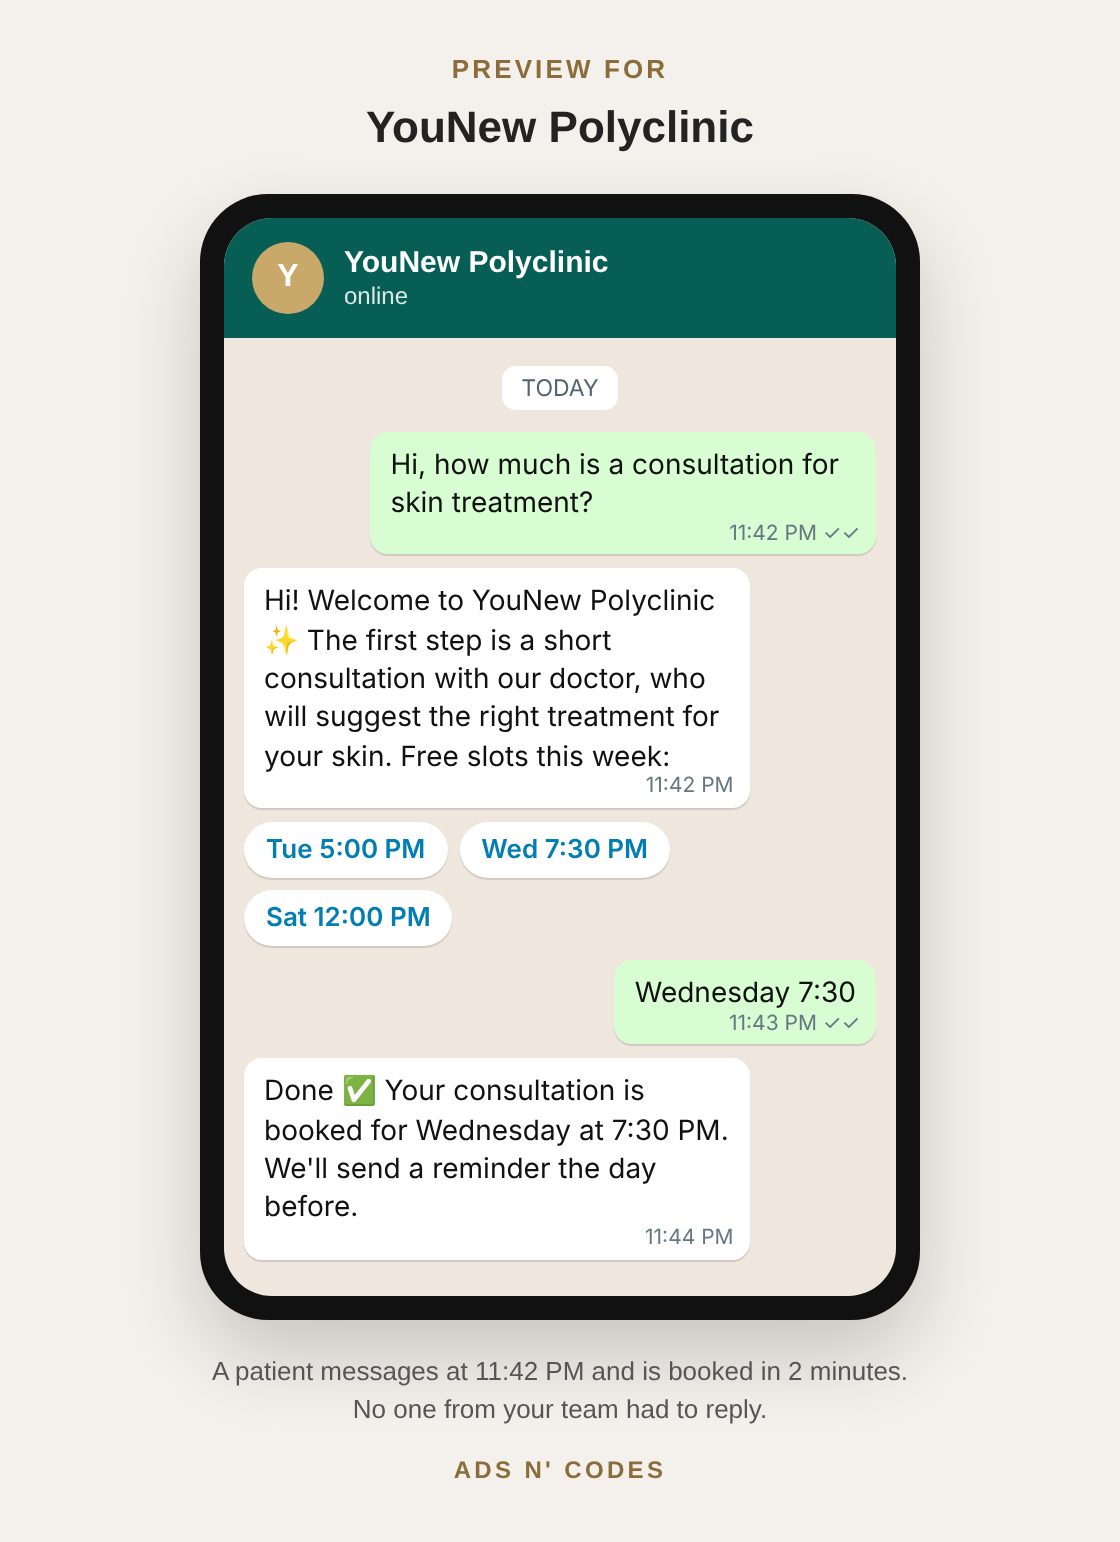 PREVIEW FOR
YouNew Polyclinic
Y
YouNew Polyclinic
online
TODAY
Hi, how much is a consultation for
skin treatment?
11:42 PM ✓✓
Hi! Welcome to YouNew Polyclinic
✨ The first step is a short
consultation with our doctor, who
will suggest the right treatment for
your skin. Free slots this week:
11:42 PM
Tue 5:00 PM
Wed 7:30 PM
Sat 12:00 PM
Wednesday 7:30
11:43 PM ✓✓
Done ✅ Your consultation is
booked for Wednesday at 7:30 PM.
We'll send a reminder the day
before.
11:44 PM
A patient messages at 11:42 PM and is booked in 2 minutes.
No one from your team had to reply.
ADS N' CODES